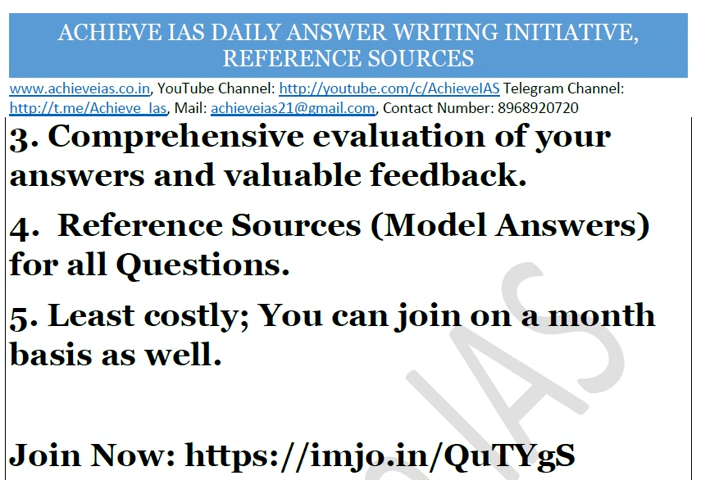 ACHIEVE IAS DAILY ANSWER WRITING INITIATIVE,
REFERENCE SOURCES
www.achieveias.co.in, YouTube Channel: http://youtube.com/c/AchieveIAS Telegram Channel:
http://t.me/Achieve_Ias, Mail: achieveias21@gmail.com, Contact Number: 8968920720
3. Comprehensive evaluation of your
answers and valuable feedback.
4. Reference Sources (Model Answers)
for all Questions.
5. Least costly; You can join on a month
basis as well.
Join Now: https://imjo.in/QuTYgS
IAS